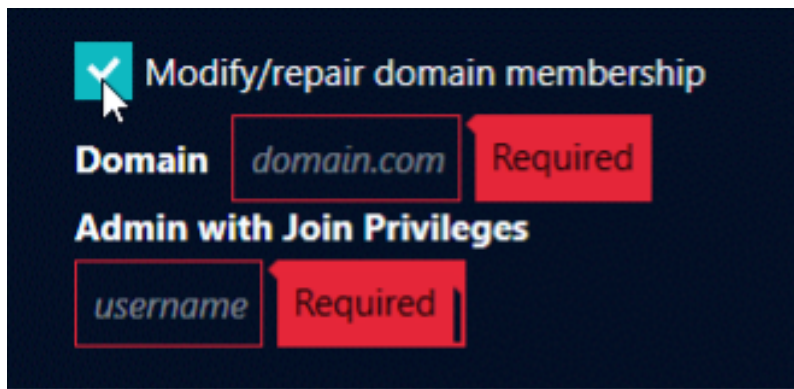 Modify/repair domain membership
Domain domain.com Required
Admin with Join Privileges
username Required